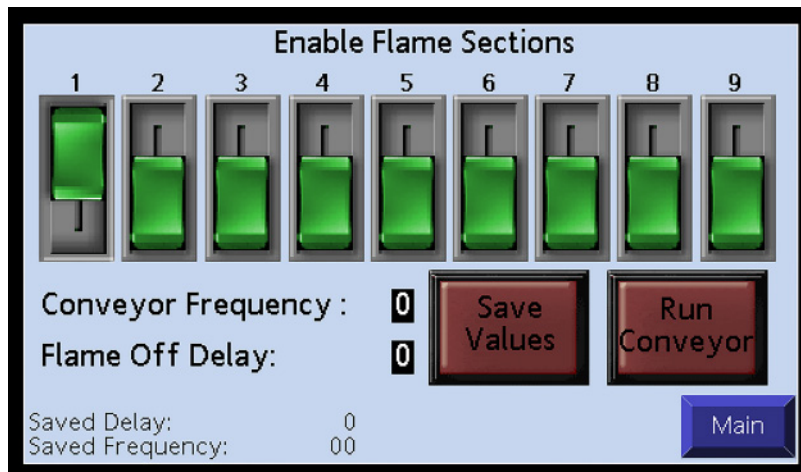 Enable Flame Sections
1 2 3 4 5 6 7 8 9
Conveyor Frequency : 0
Flame Off Delay: 0
Save
Values
Run
Conveyor
Saved Delay: 0
Saved Frequency: 00
Main